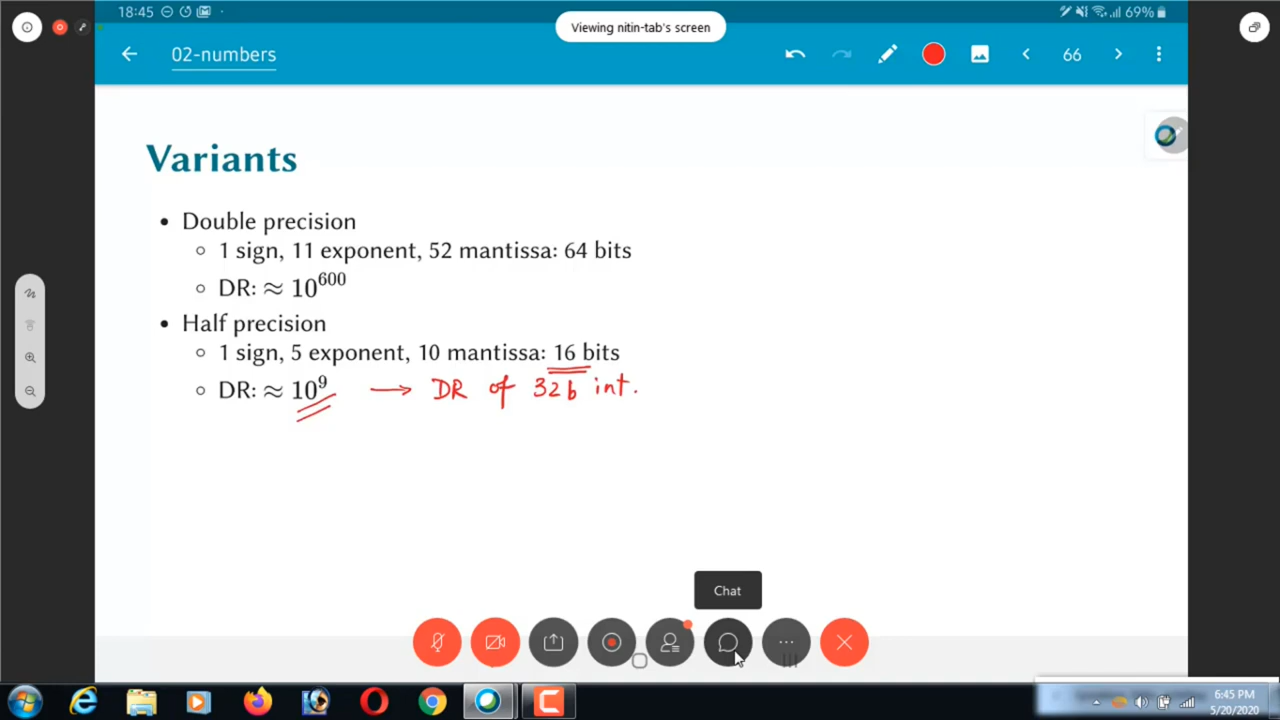 18:45
69%
Viewing nitin-tab's screen
02-numbers
66
Variants
• Double precision
○ 1 sign, 11 exponent, 52 mantissa: 64 bits
○ DR: ≈ 10^600
• Half precision
○ 1 sign, 5 exponent, 10 mantissa: 16 bits
○ DR: ≈ 10^9 → DR of 32b int.
Chat
6:45 PM
5/20/2020